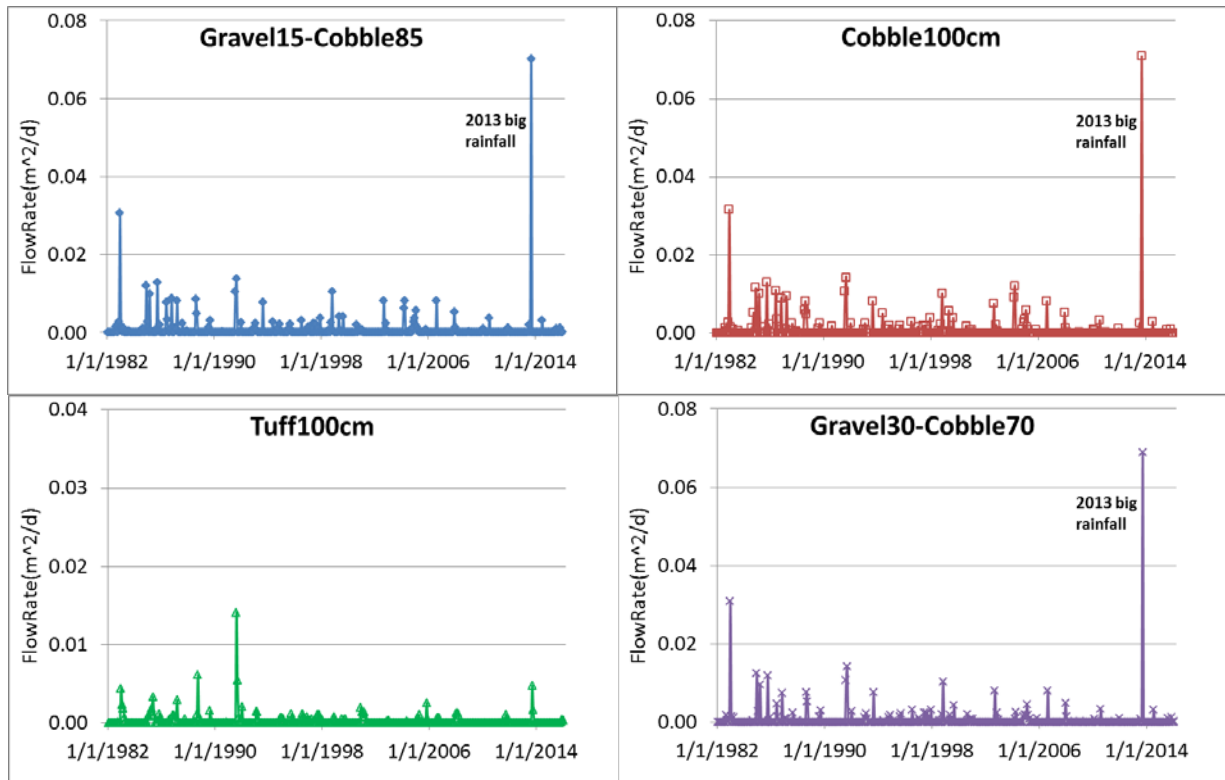 Gravel15-Cobble85
FlowRate(m^2/d)
0.08
0.06
0.04
0.02
0.00
2013 big
rainfall
1/1/1982 1/1/1990 1/1/1998 1/1/2006 1/1/2014
Cobble100cm
FlowRate(m^2/d)
0.08
0.06
0.04
0.02
0.00
2013 big
rainfall
1/1/1982 1/1/1990 1/1/1998 1/1/2006 1/1/2014
Tuff100cm
FlowRate(m^2/d)
0.04
0.03
0.02
0.01
0.00
1/1/1982 1/1/1990 1/1/1998 1/1/2006 1/1/2014
Gravel30-Cobble70
FlowRate(m^2/d)
0.08
0.06
0.04
0.02
0.00
2013 big
rainfall
1/1/1982 1/1/1990 1/1/1998 1/1/2006 1/1/2014